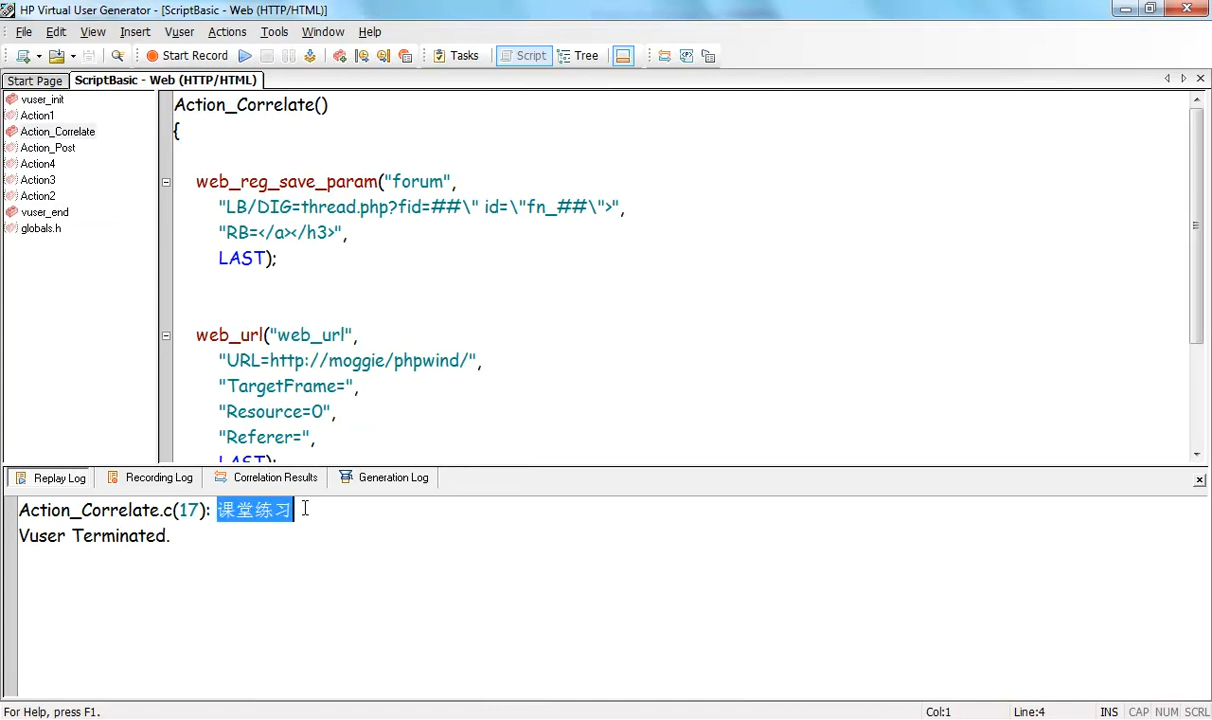 HP Virtual User Generator - [ScriptBasic - Web (HTTP/HTML)]
File Edit View Insert Vuser Actions Tools Window Help
Start Record Tasks Script Tree
Start Page ScriptBasic - Web (HTTP/HTML)
vuser_init
Action1
Action_Correlate
Action_Post
Action4
Action3
Action2
vuser_end
globals.h
Action_Correlate()
{
web_reg_save_param("forum",
"LB/DIG=thread.php?fid=##\" id=\"fn_##\">",
"RB=</a></h3>",
LAST);
web_url("web_url",
"URL=http://moggie/phpwind/",
"TargetFrame=",
"Resource=0",
"Referer=",
LAST);
Replay Log Recording Log Correlation Results Generation Log
Action_Correlate.c(17): 课堂练习
Vuser Terminated.
For Help, press F1. Col:1 Line:4 INS CAP NUM SCRL